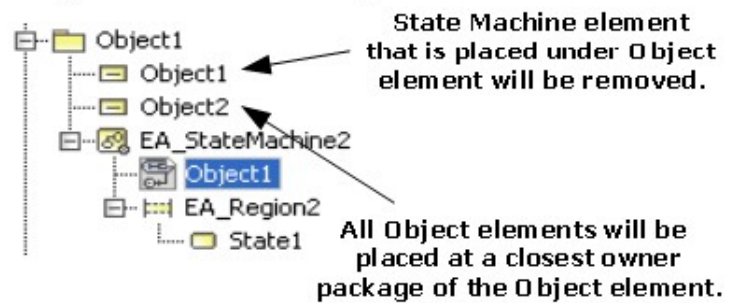 Object1
State Machine element
that is placed under Object
element will be removed.
Object1
Object2
EA_StateMachine2
Object1
EA_Region2
State1
All Object elements will be
placed at a closest owner
package of the Object element.